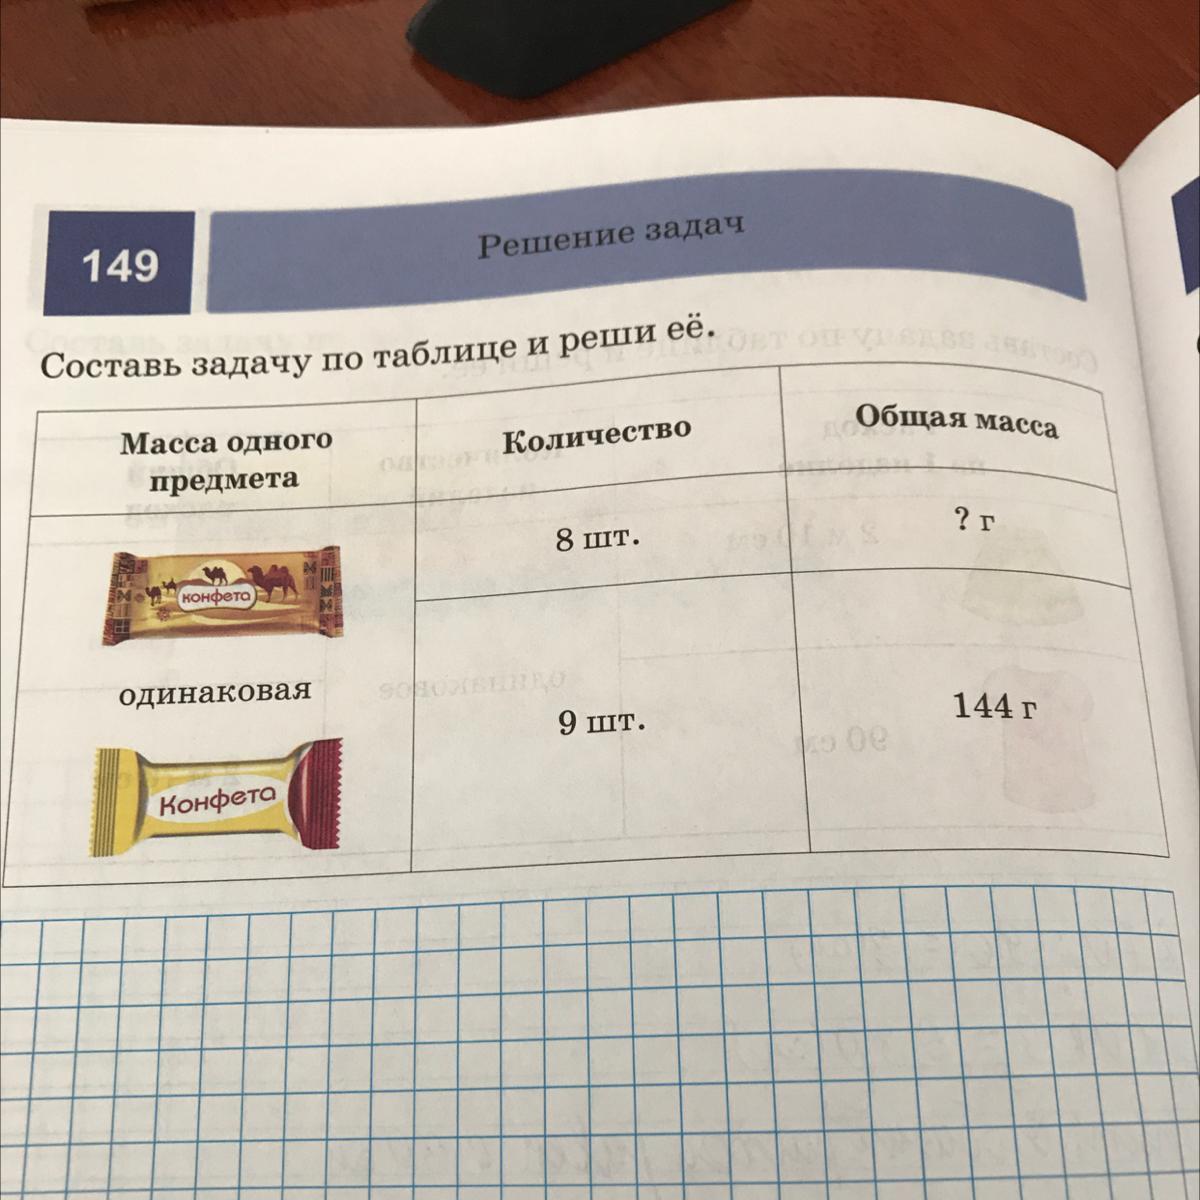 149
Решение задач
Составь задачу по таблице и реши её.
Масса одного
предмета
Количество
Общая масса
конфета
8 шт.
? г
одинаковая
Конфета
9 шт.
144 г